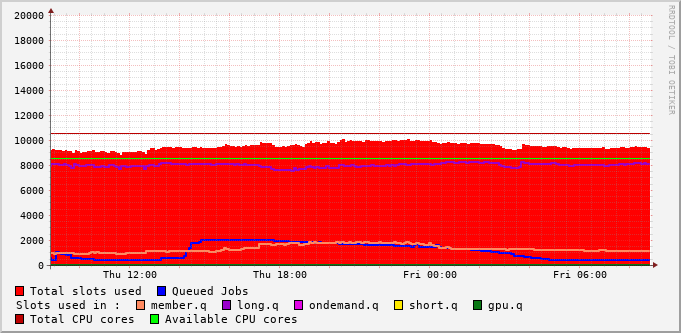 RRDTOOL / TOBI OETIKER
20000
18000
16000
14000
12000
10000
8000
6000
4000
2000
0
Thu 12:00 Thu 18:00 Fri 00:00 Fri 06:00
Total slots used Queued Jobs
Slots used in : member.q long.q ondemand.q short.q gpu.q
Total CPU cores Available CPU cores